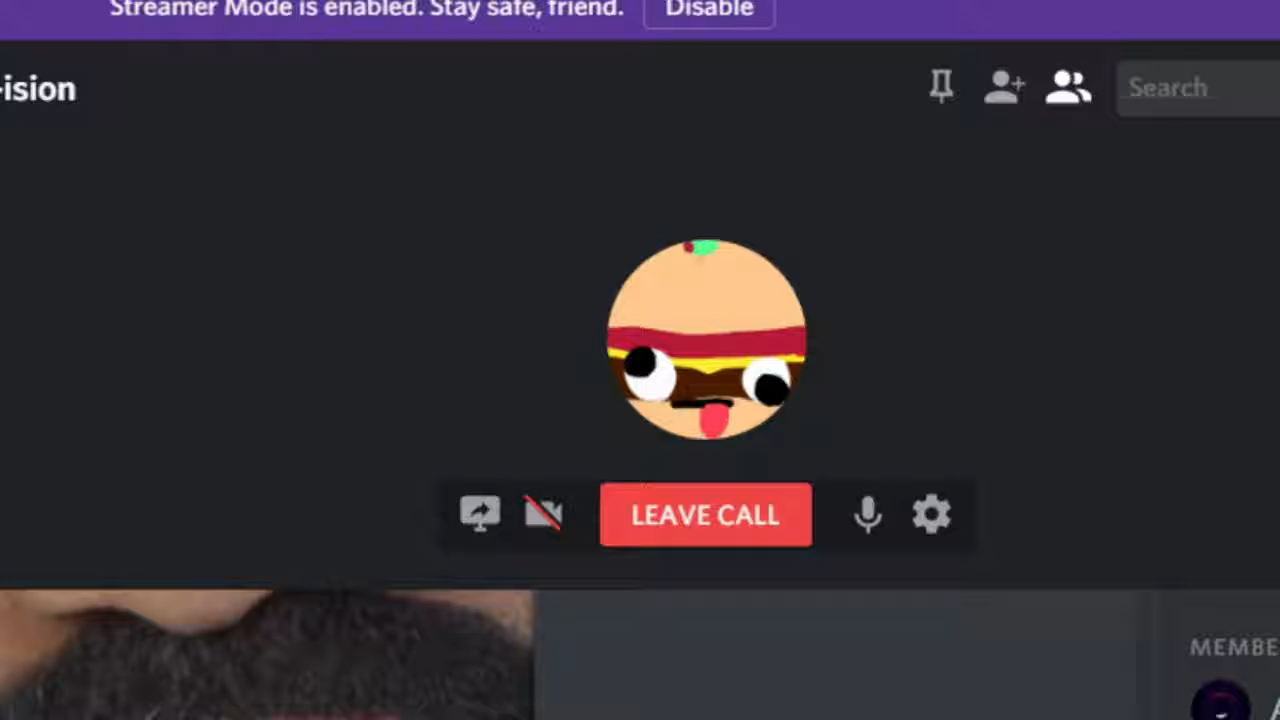 Streamer Mode is enabled. Stay safe, friend. Disable
ision
Search
LEAVE CALL
MEMBE